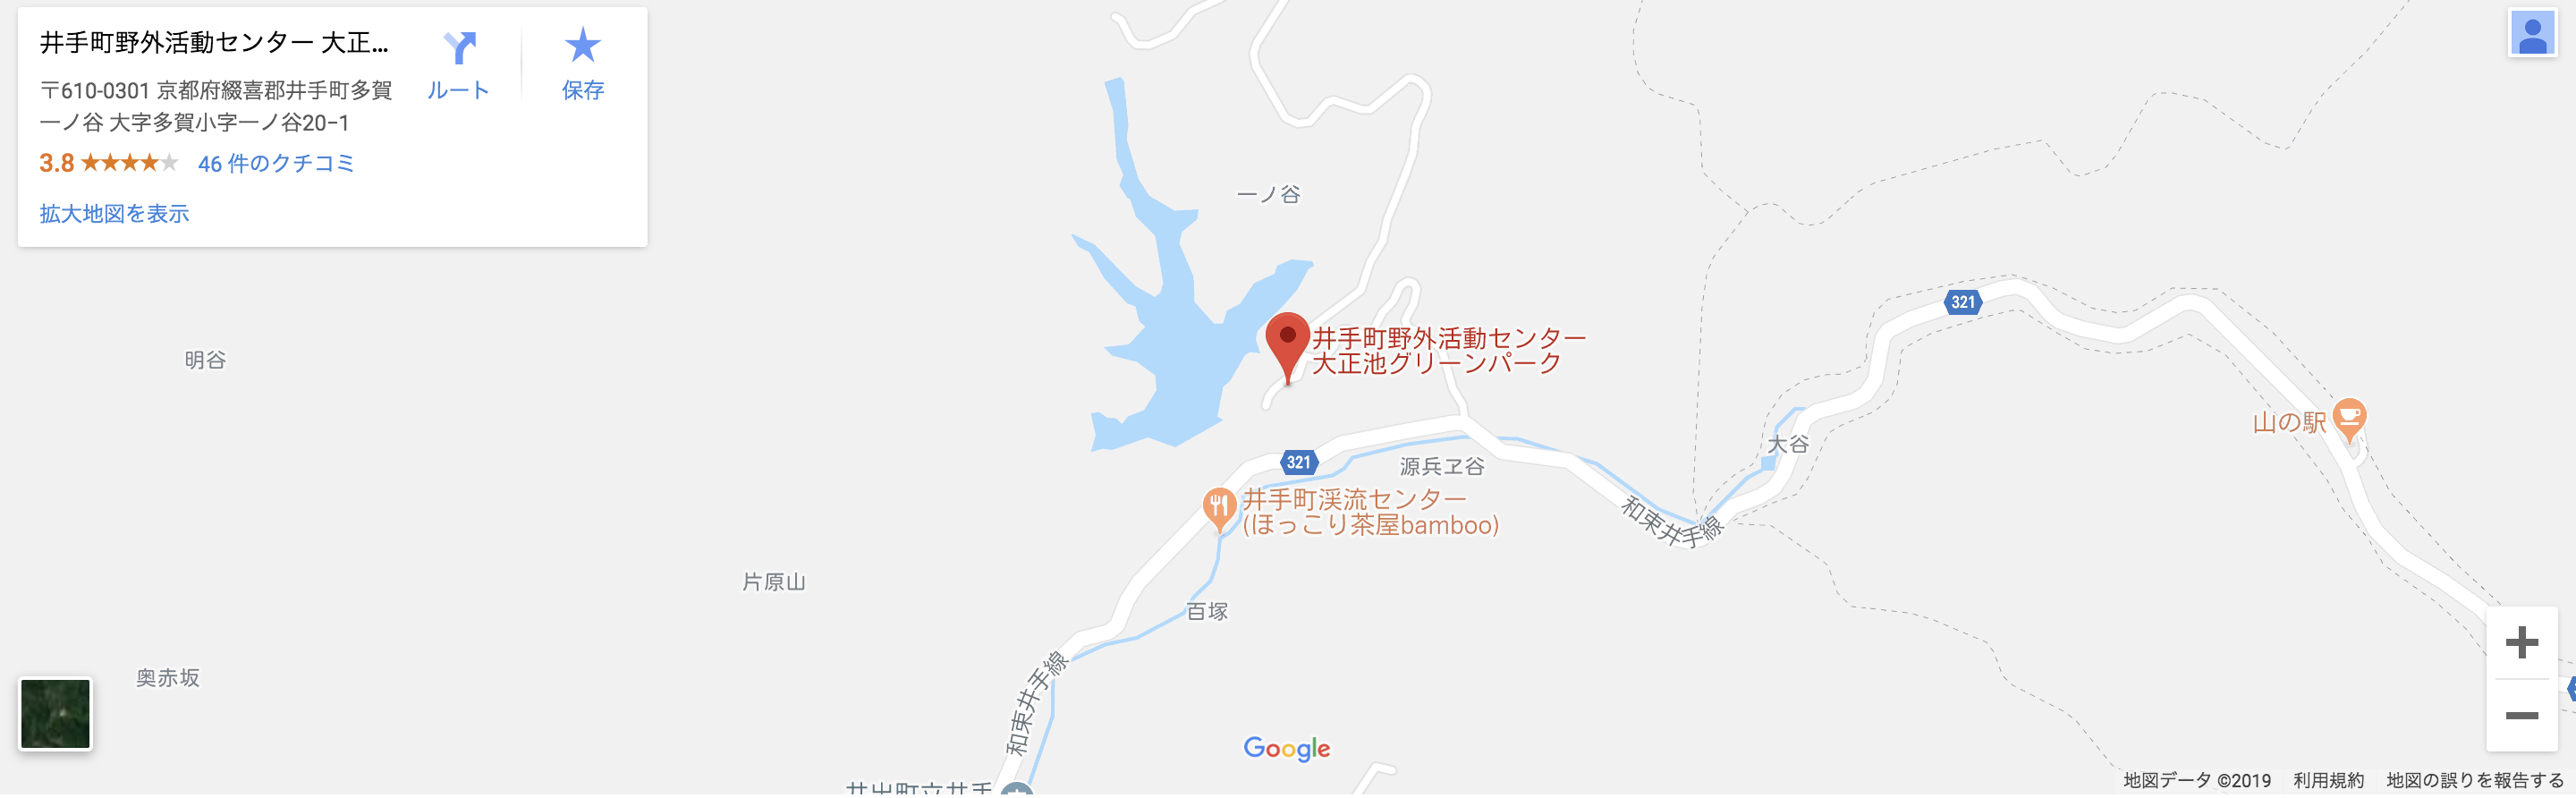 井手町野外活動センター 大正...
〒610-0301 京都府綴喜郡井手町多賀
一ノ谷 大字多賀小字一ノ谷20−1
3.8 ★★★★★ 46 件のクチコミ
拡大地図を表示
ルート
保存
一ノ谷
明谷
井手町野外活動センター
大正池グリーンパーク
321
321
山の駅
大谷
源兵ヱ谷
井手町渓流センター
(ほっこり茶屋bamboo)
和束井手線
片原山
百塚
奥赤坂
和束井手線
Google
地図データ ©2019
利用規約
地図の誤りを報告する